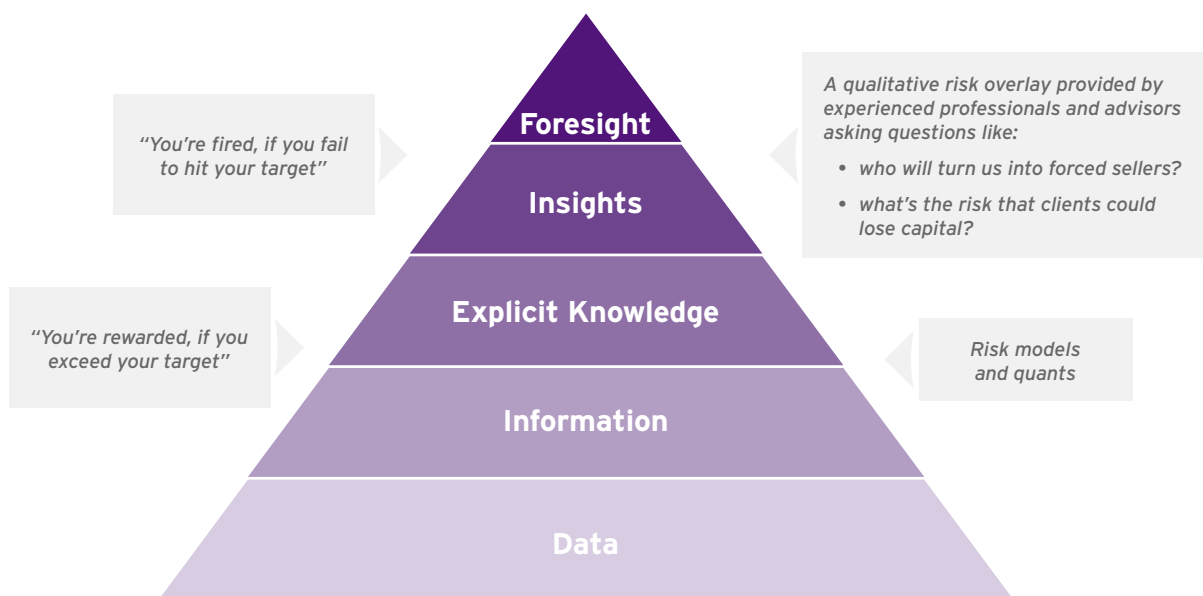 Foresight
Insights
Explicit Knowledge
Information
Data
“You’re fired, if you fail
to hit your target”
“You’re rewarded, if you
exceed your target”
A qualitative risk overlay provided by
experienced professionals and advisors
asking questions like:
• who will turn us into forced sellers?
• what’s the risk that clients could
lose capital?
Risk models
and quants